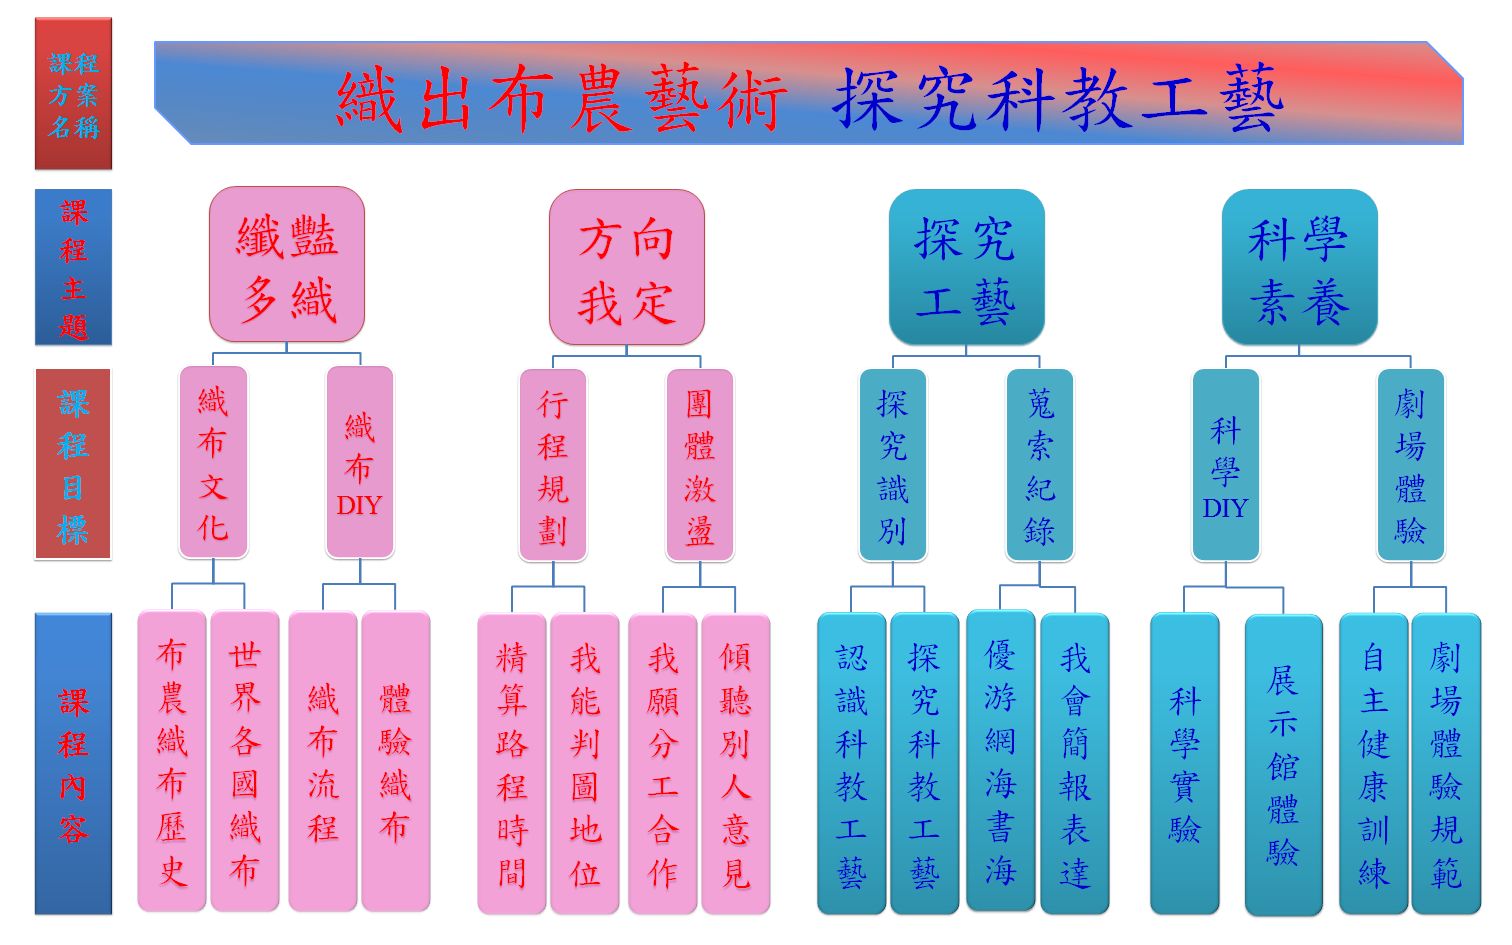 課程
方案
名稱
織出布農藝術 探究科教工藝
課程主題
纖豔
多織
方向
我定
探究
工藝
科學
素養
課程目標
織布文化
織布
DIY
行程規劃
團體激盪
探究識別
蒐索紀錄
科學
DIY
劇場體驗
課程內容
布農織布歷史
世界各國織布
織布流程
體驗織布
精算路程時間
我能判圖地位
我願分工合作
傾聽別人意見
認識科教工藝
探究科教工藝
優游網海書海
我會簡報表達
科學實驗
展示館體驗
自主健康訓練
劇場體驗規範